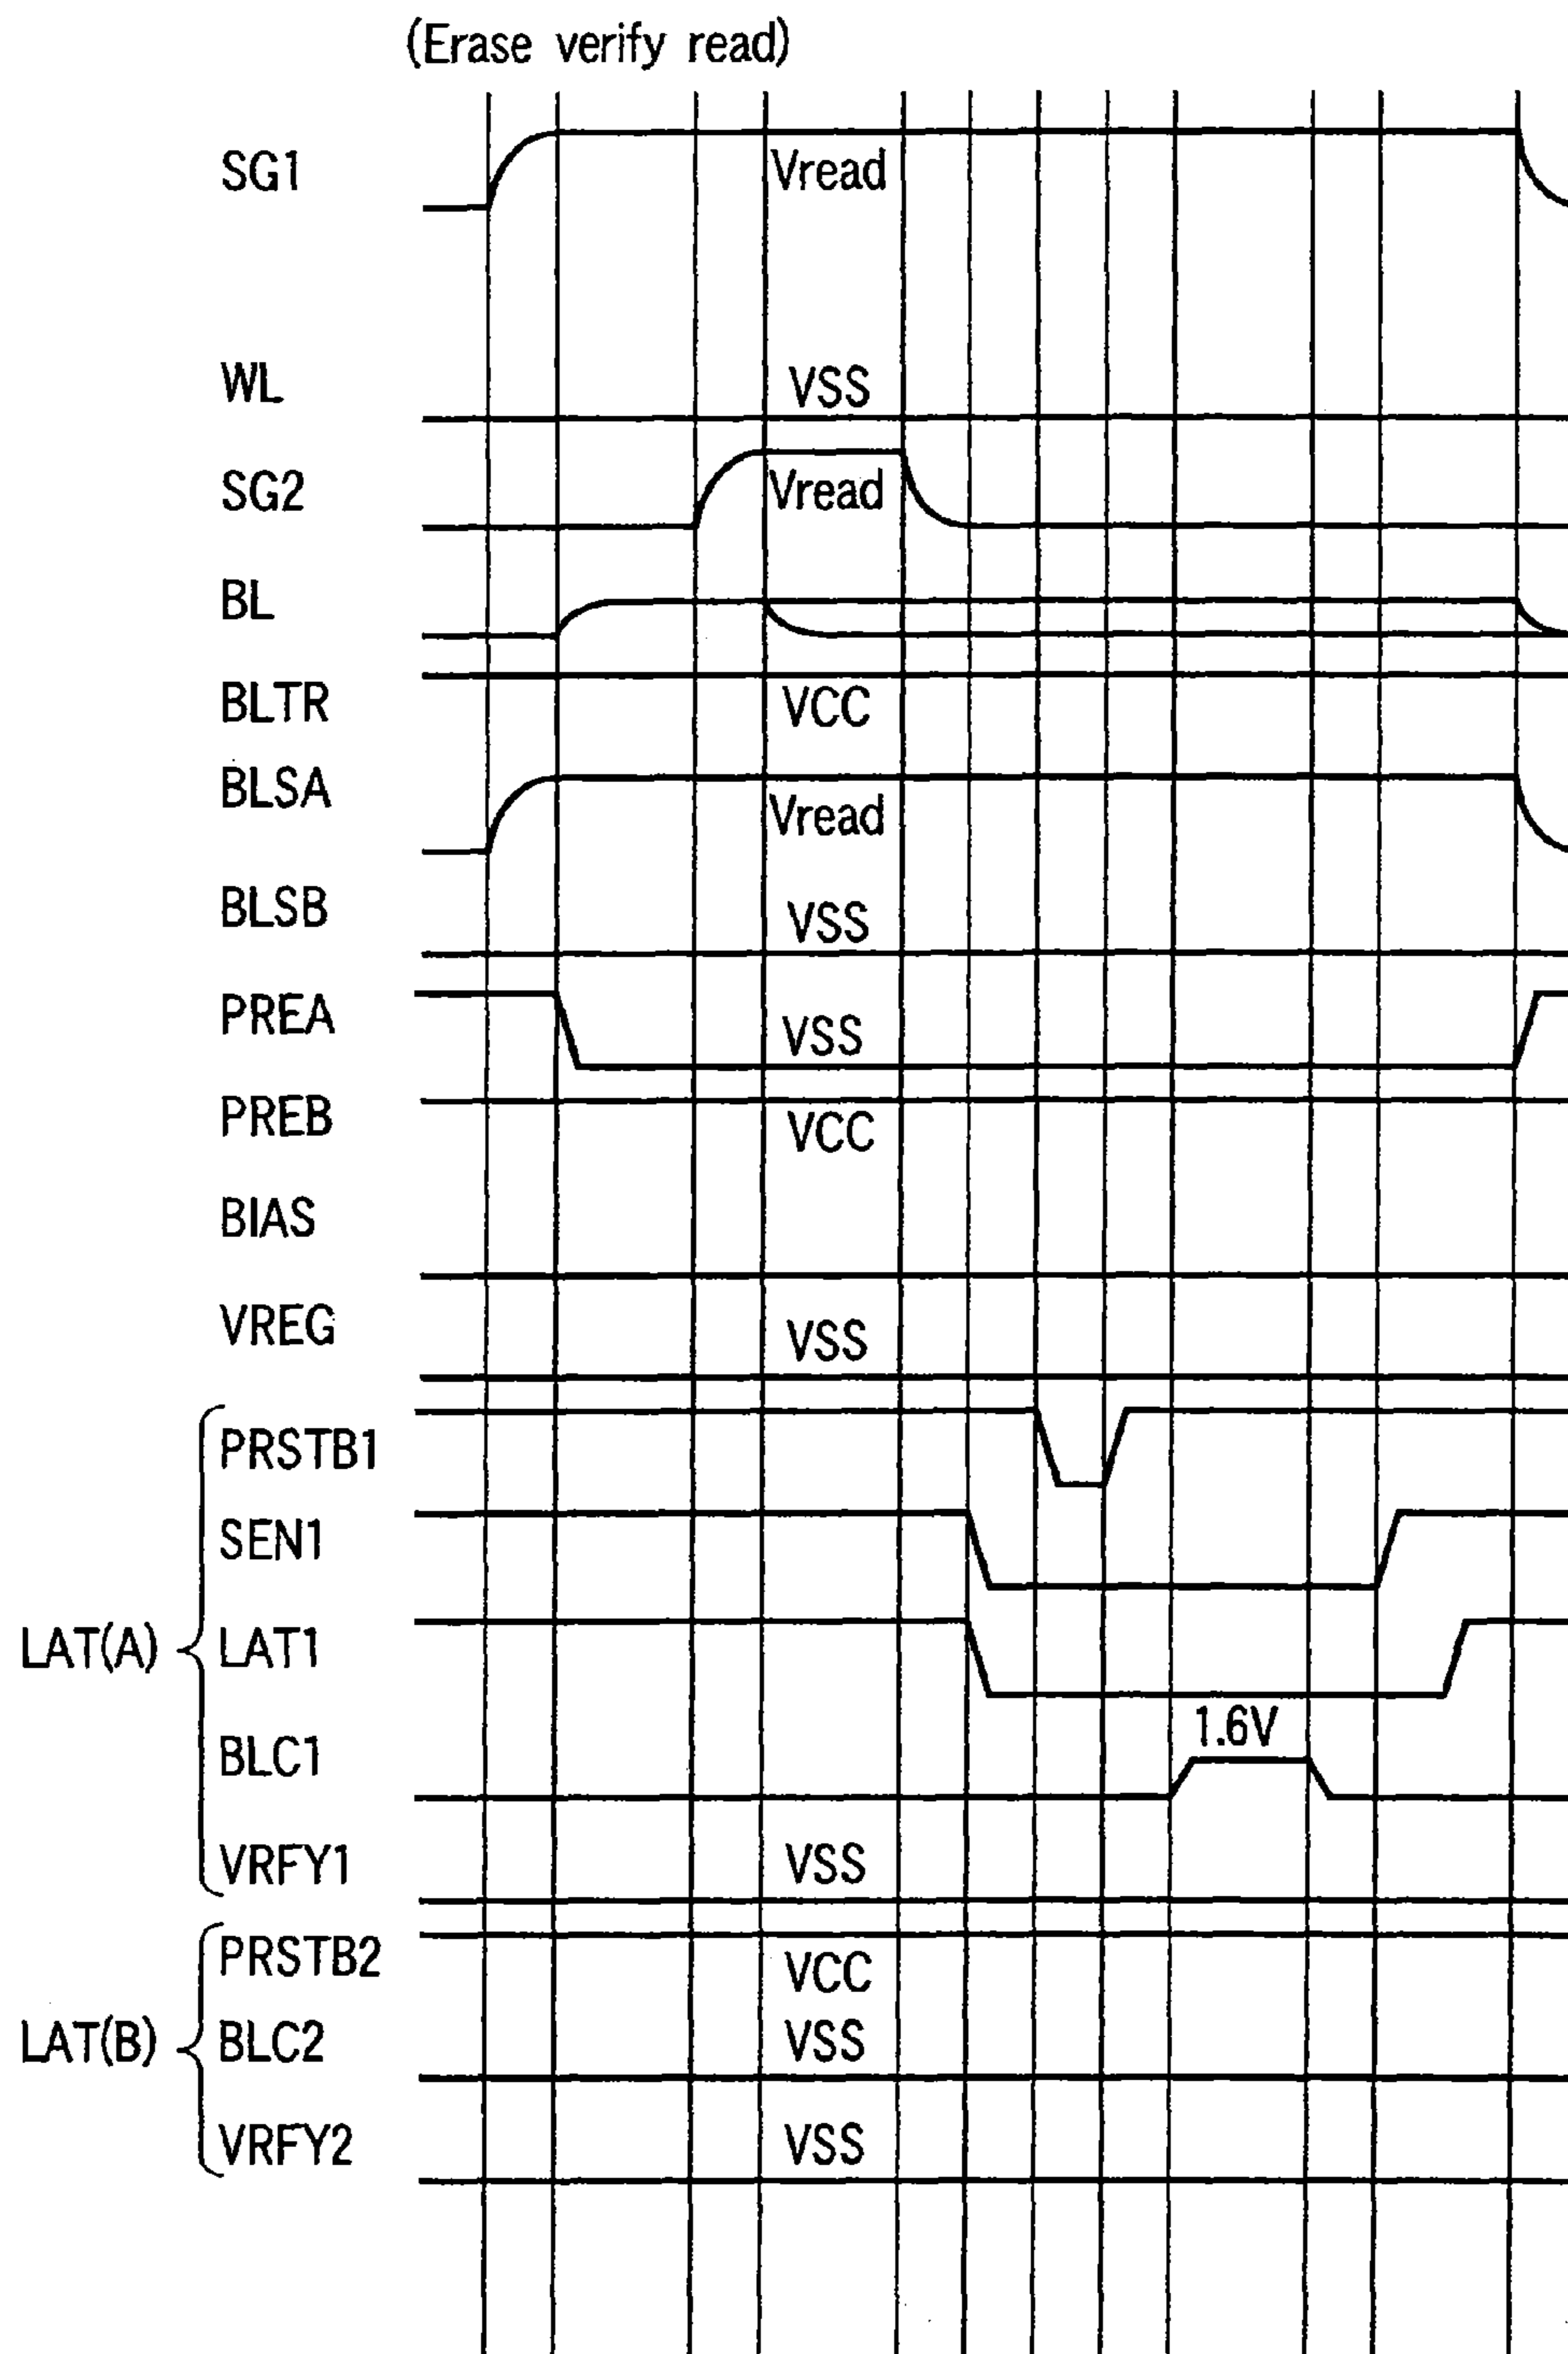 (Erase verify read)
SG1 Vread
WL VSS
SG2 Vread
BL
BLTR VCC
BLSA Vread
BLSB VSS
PREA VSS
PREB VCC
BIAS
VREG VSS
PRSTB1
SEN1
LAT(A) LAT1
1.6V
BLC1
VRFY1 VSS
PRSTB2 VCC
LAT(B) BLC2 VSS
VRFY2 VSS